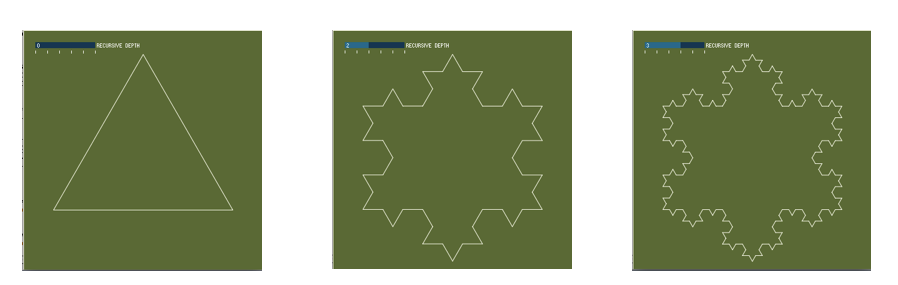 0 RECURSIVE DEPTH
2 RECURSIVE DEPTH
3 RECURSIVE DEPTH